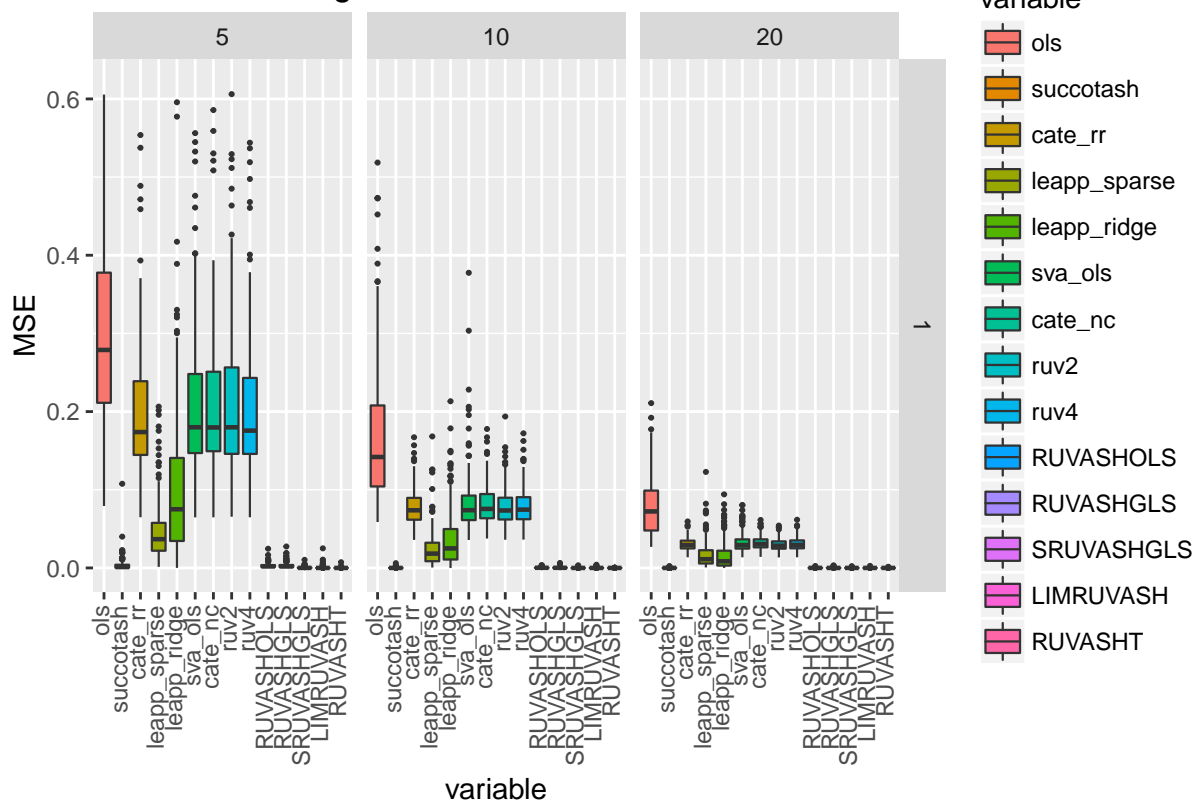 variable
5 10 20
1
MSE
0.6
0.4
0.2
0.0
ols succotash cate_rr leapp_sparse leapp_ridge sva_ols cate_nc ruv2 ruv4 RUVASHOLS RUVASHGLS SRUVASHGLS LIMRUVASH RUVASHT
ols succotash cate_rr leapp_sparse leapp_ridge sva_ols cate_nc ruv2 ruv4 RUVASHOLS RUVASHGLS SRUVASHGLS LIMRUVASH RUVASHT
ols succotash cate_rr leapp_sparse leapp_ridge sva_ols cate_nc ruv2 ruv4 RUVASHOLS RUVASHGLS SRUVASHGLS LIMRUVASH RUVASHT
variable
ols
succotash
cate_rr
leapp_sparse
leapp_ridge
sva_ols
cate_nc
ruv2
ruv4
RUVASHOLS
RUVASHGLS
SRUVASHGLS
LIMRUVASH
RUVASHT